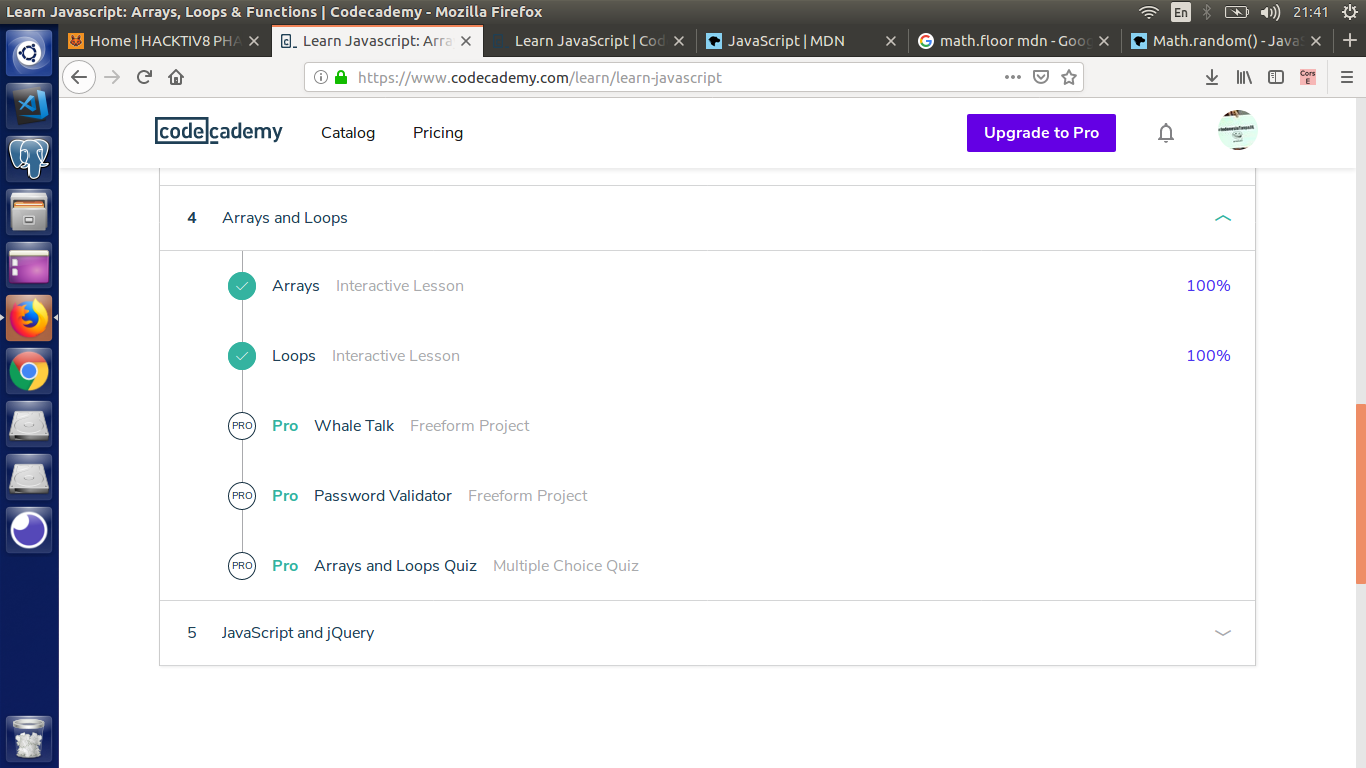 Learn Javascript: Arrays, Loops & Functions | Codecademy - Mozilla Firefox
En
21:41
Home | HACKTIV8 PHA
Learn Javascript: Arra
Learn JavaScript | Cod
JavaScript | MDN
math.floor mdn - Goog
Math.random() - JavaS
https://www.codecademy.com/learn/learn-javascript
Cors
E
codecademy
Catalog
Pricing
Upgrade to Pro
4 Arrays and Loops
Arrays Interactive Lesson 100%
Loops Interactive Lesson 100%
PRO Pro Whale Talk Freeform Project
PRO Pro Password Validator Freeform Project
PRO Pro Arrays and Loops Quiz Multiple Choice Quiz
5 JavaScript and jQuery